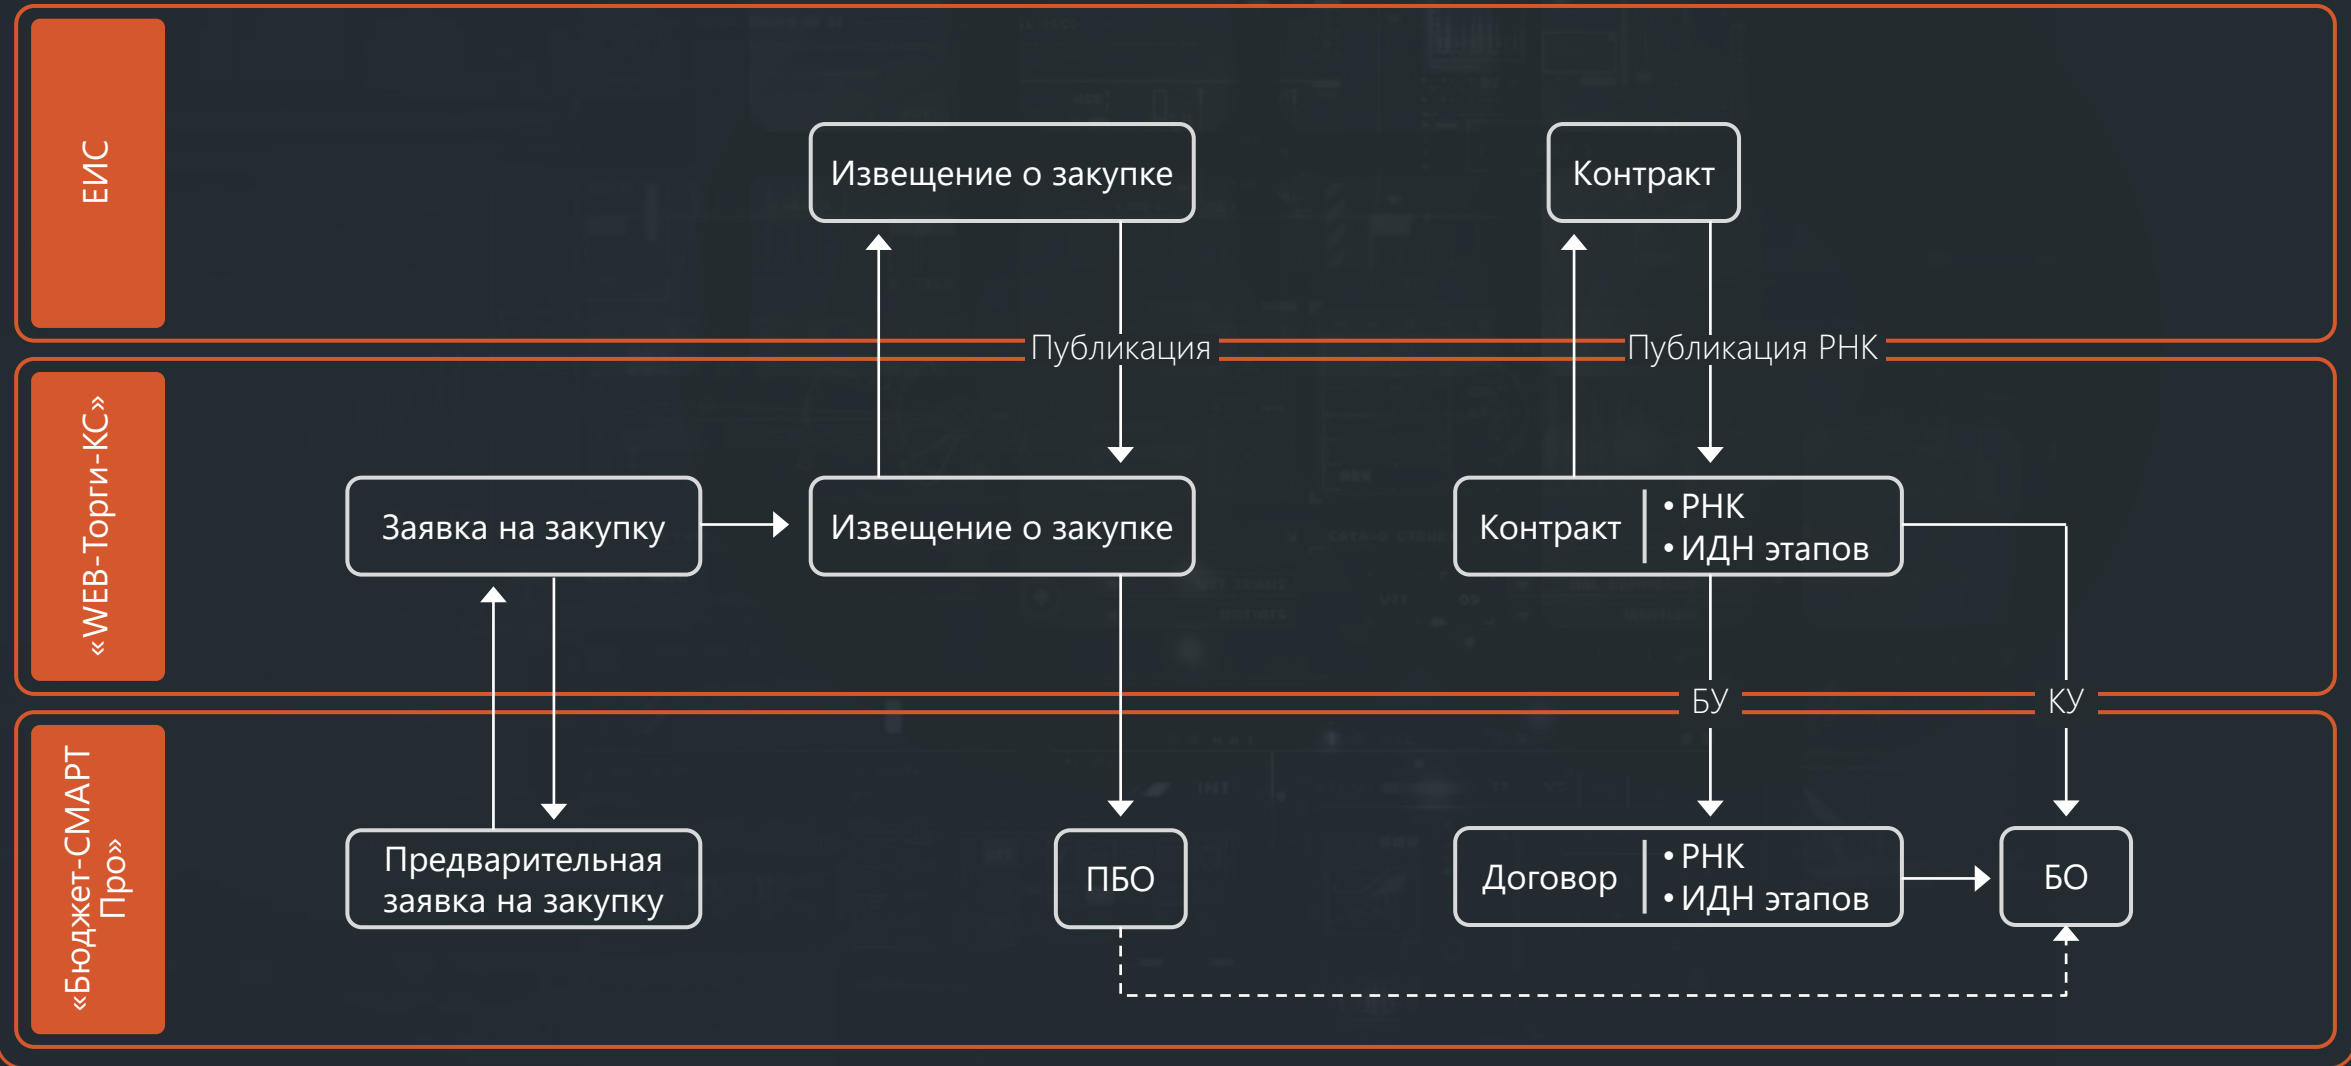 ЕИС
Извещение о закупке
Контракт
Публикация
Публикация РНК
«WEB-Торги-КС»
Заявка на закупку
Извещение о закупке
Контракт
• РНК
• ИДН этапов
БУ
КУ
«Бюджет-СМАРТ
Про»
Предварительная
заявка на закупку
ПБО
Договор
• РНК
• ИДН этапов
БО